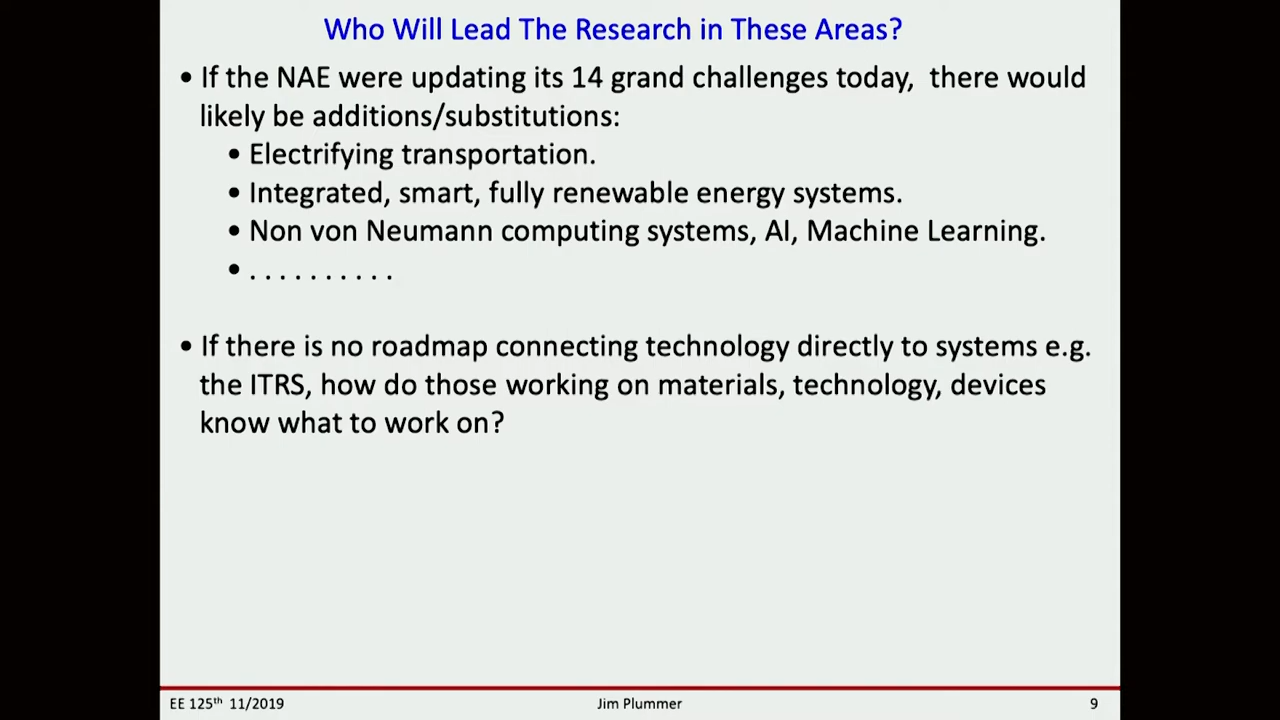 Who Will Lead The Research in These Areas?
• If the NAE were updating its 14 grand challenges today, there would
likely be additions/substitutions:
• Electrifying transportation.
• Integrated, smart, fully renewable energy systems.
• Non von Neumann computing systems, AI, Machine Learning.
• . . . . . . . . . .
• If there is no roadmap connecting technology directly to systems e.g.
the ITRS, how do those working on materials, technology, devices
know what to work on?
EE 125th 11/2019 Jim Plummer 9